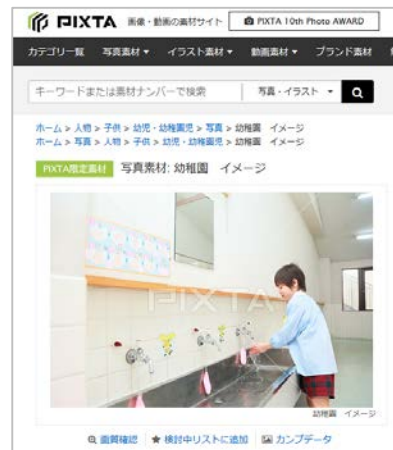 PIXTA 画像・動画の素材サイト PIXTA 10th Photo AWARD
カテゴリ一覧 写真素材▼ イラスト素材▼ 動画素材▼ ブランド素材
キーワードまたは素材ナンバーで検索 写真・イラスト
ホーム > 人物 > 子供 > 幼児・幼稚園児 > 写真 > 幼稚園 イメージ
ホーム > 写真 > 人物 > 子供 > 幼児・幼稚園児 > 幼稚園 イメージ
PIXTA限定素材 写真素材: 幼稚園 イメージ
PIXTA
幼稚園 イメージ
画質確認 ★ 検討中リストに追加 カンプデータ